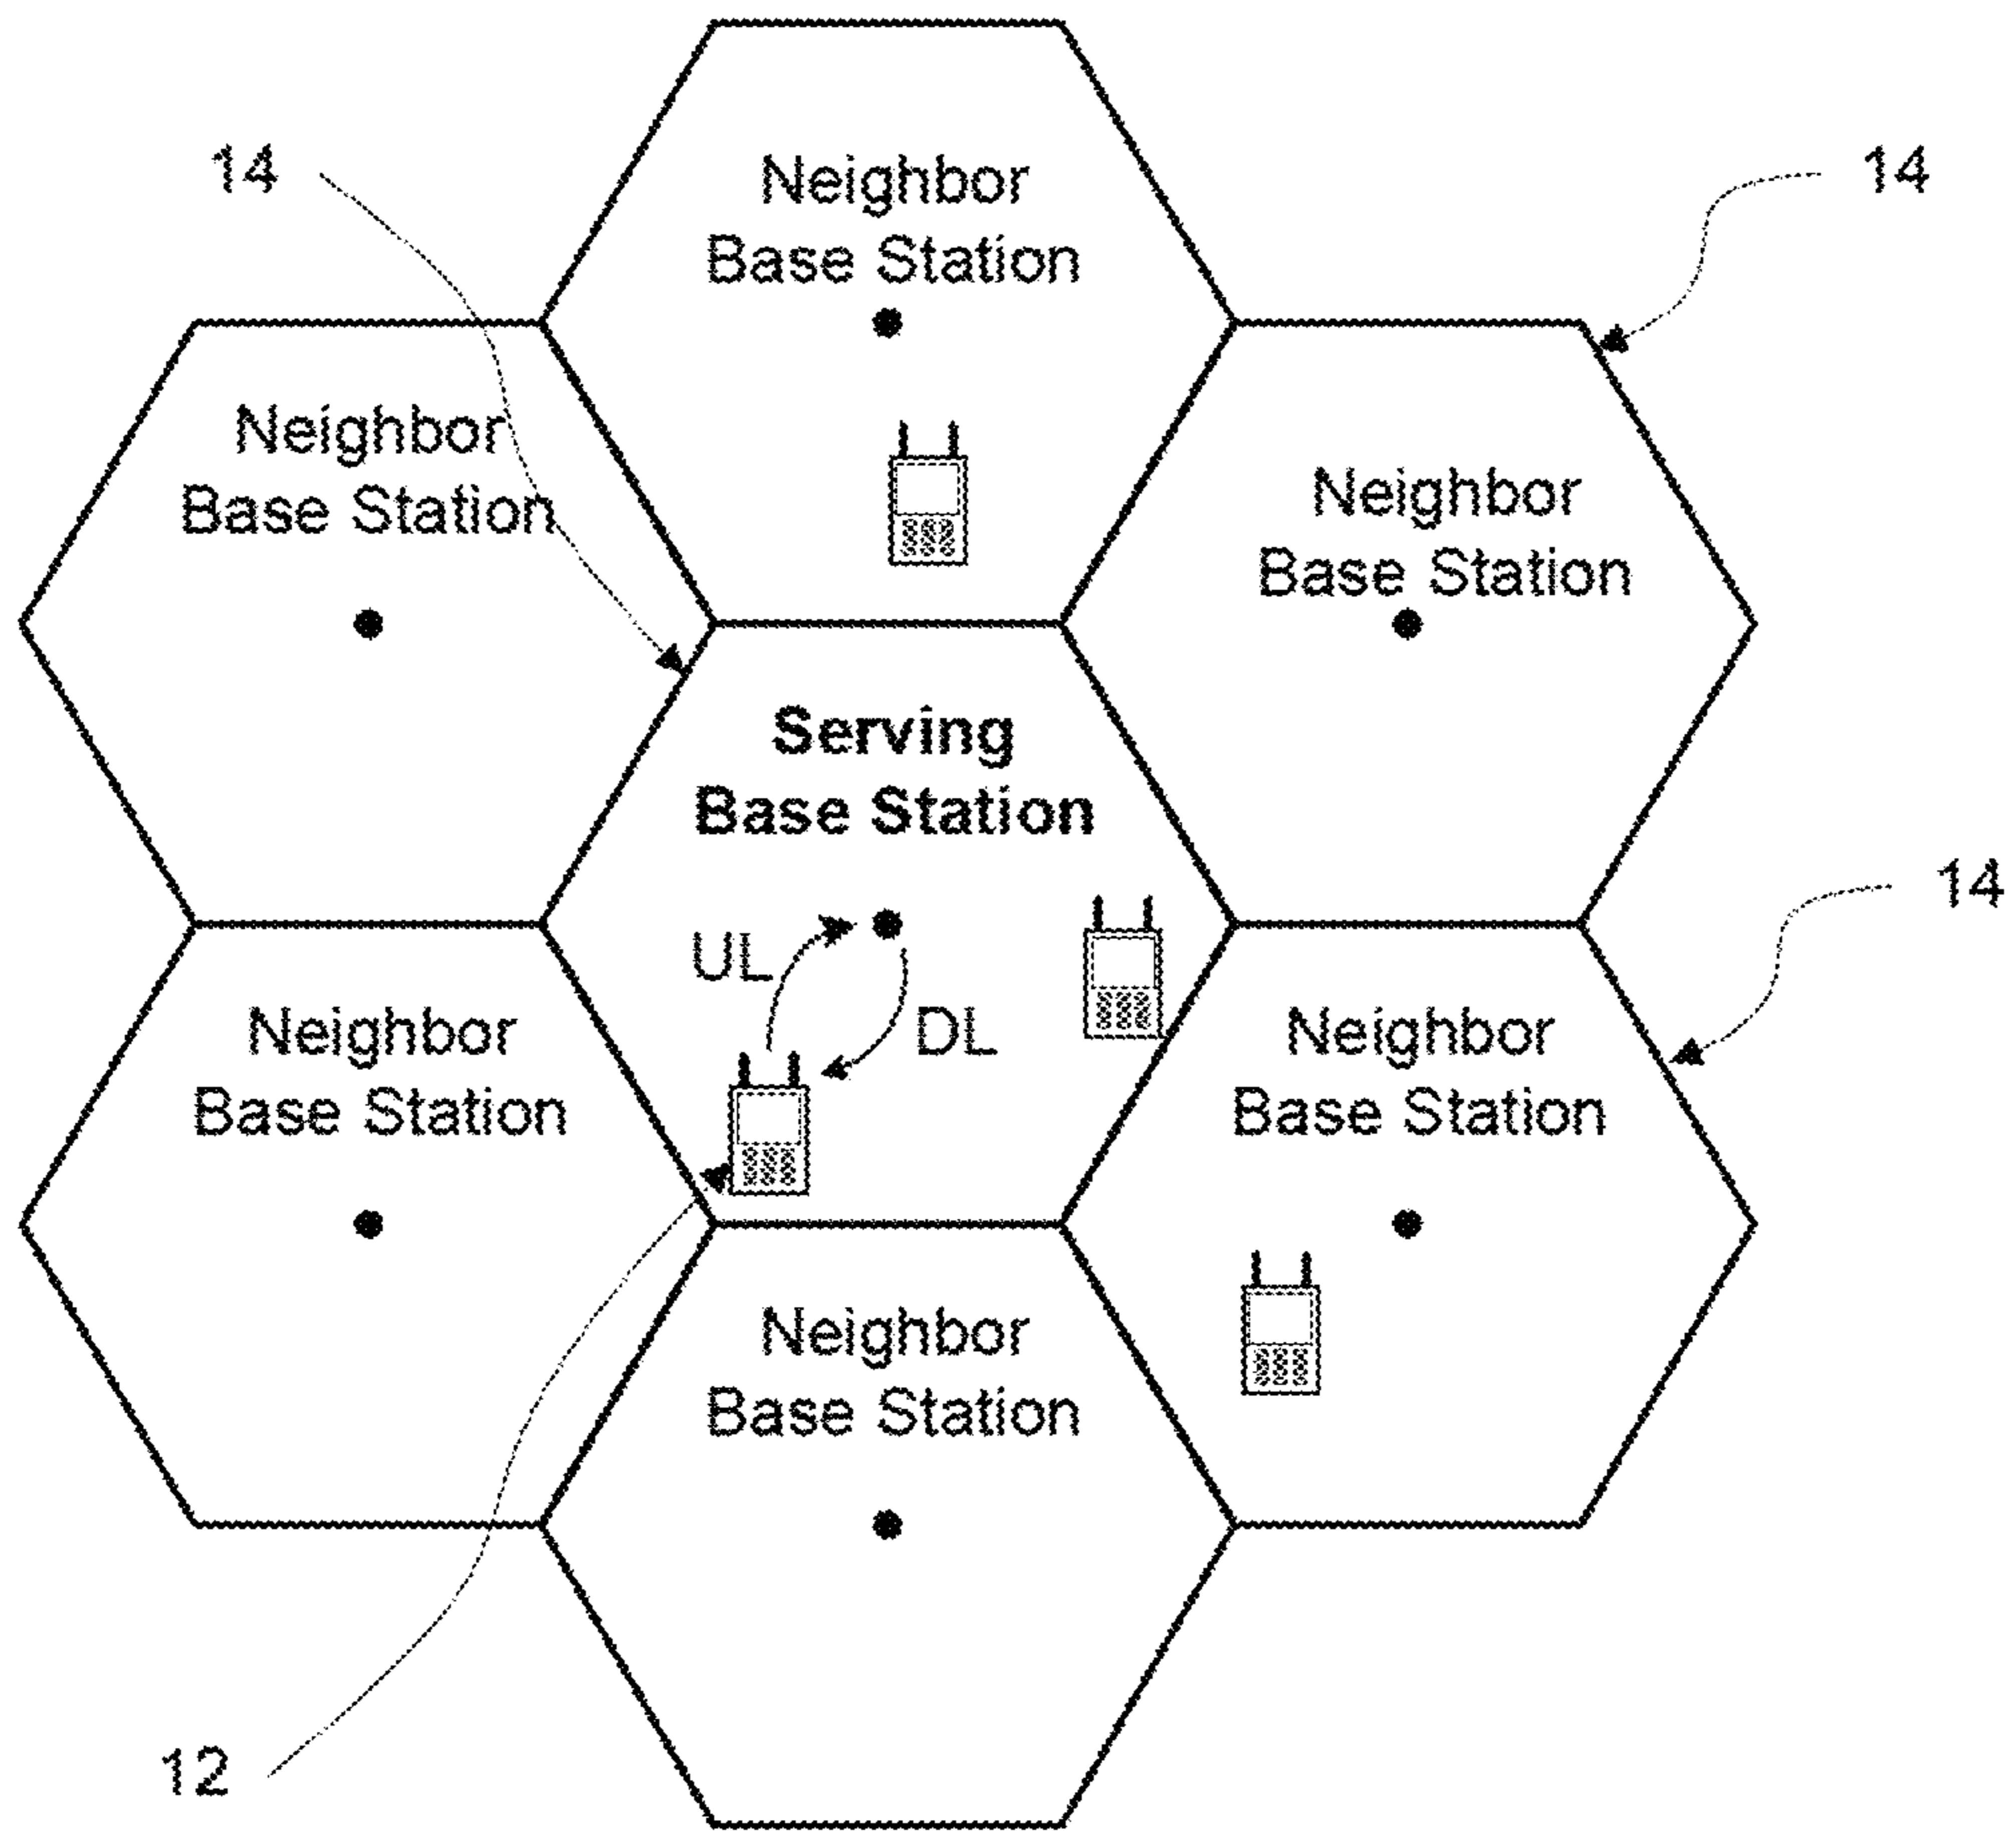 14
Neighbor
Base Station
14
Neighbor
Base Station
Neighbor
Base Station
Serving
Base Station
14
UL
DL
Neighbor
Base Station
Neighbor
Base Station
Neighbor
Base Station
12